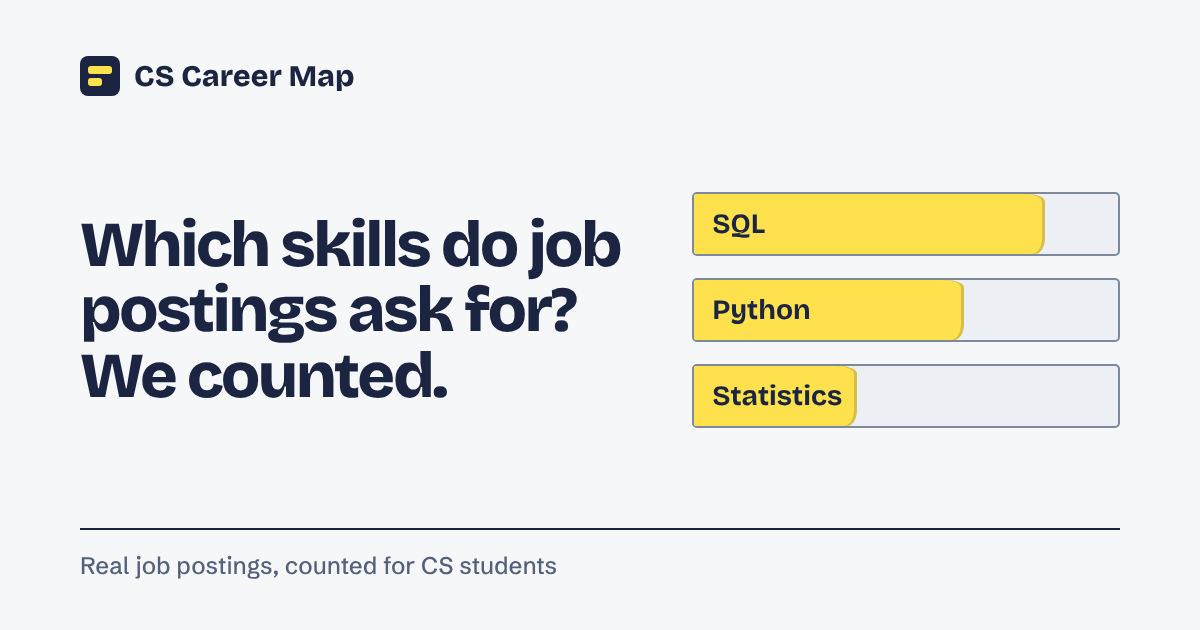 CS Career Map
Which skills do job
postings ask for?
We counted.
SQL
Python
Statistics
Real job postings, counted for CS students